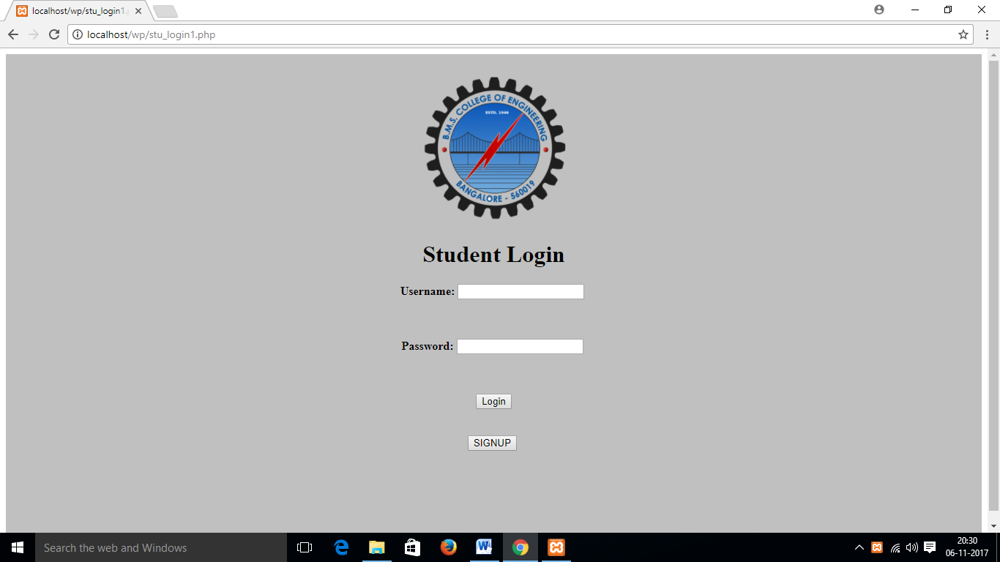 localhost/wp/stu_login1.p
localhost/wp/stu_login1.php
B.M.S. COLLEGE OF ENGINEERING
ESTD. 1946
BANGALORE - 560019
Student Login
Username:
Password:
Login
SIGNUP
Search the web and Windows
20:30
06-11-2017